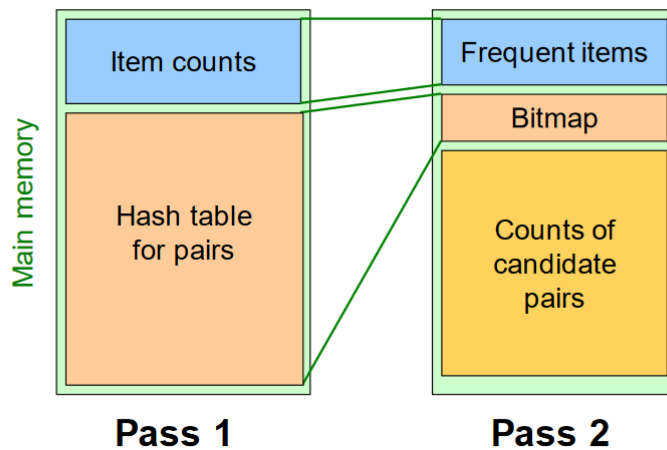 Main memory
Item counts
Hash table
for pairs
Pass 1
Frequent items
Bitmap
Counts of
candidate
pairs
Pass 2